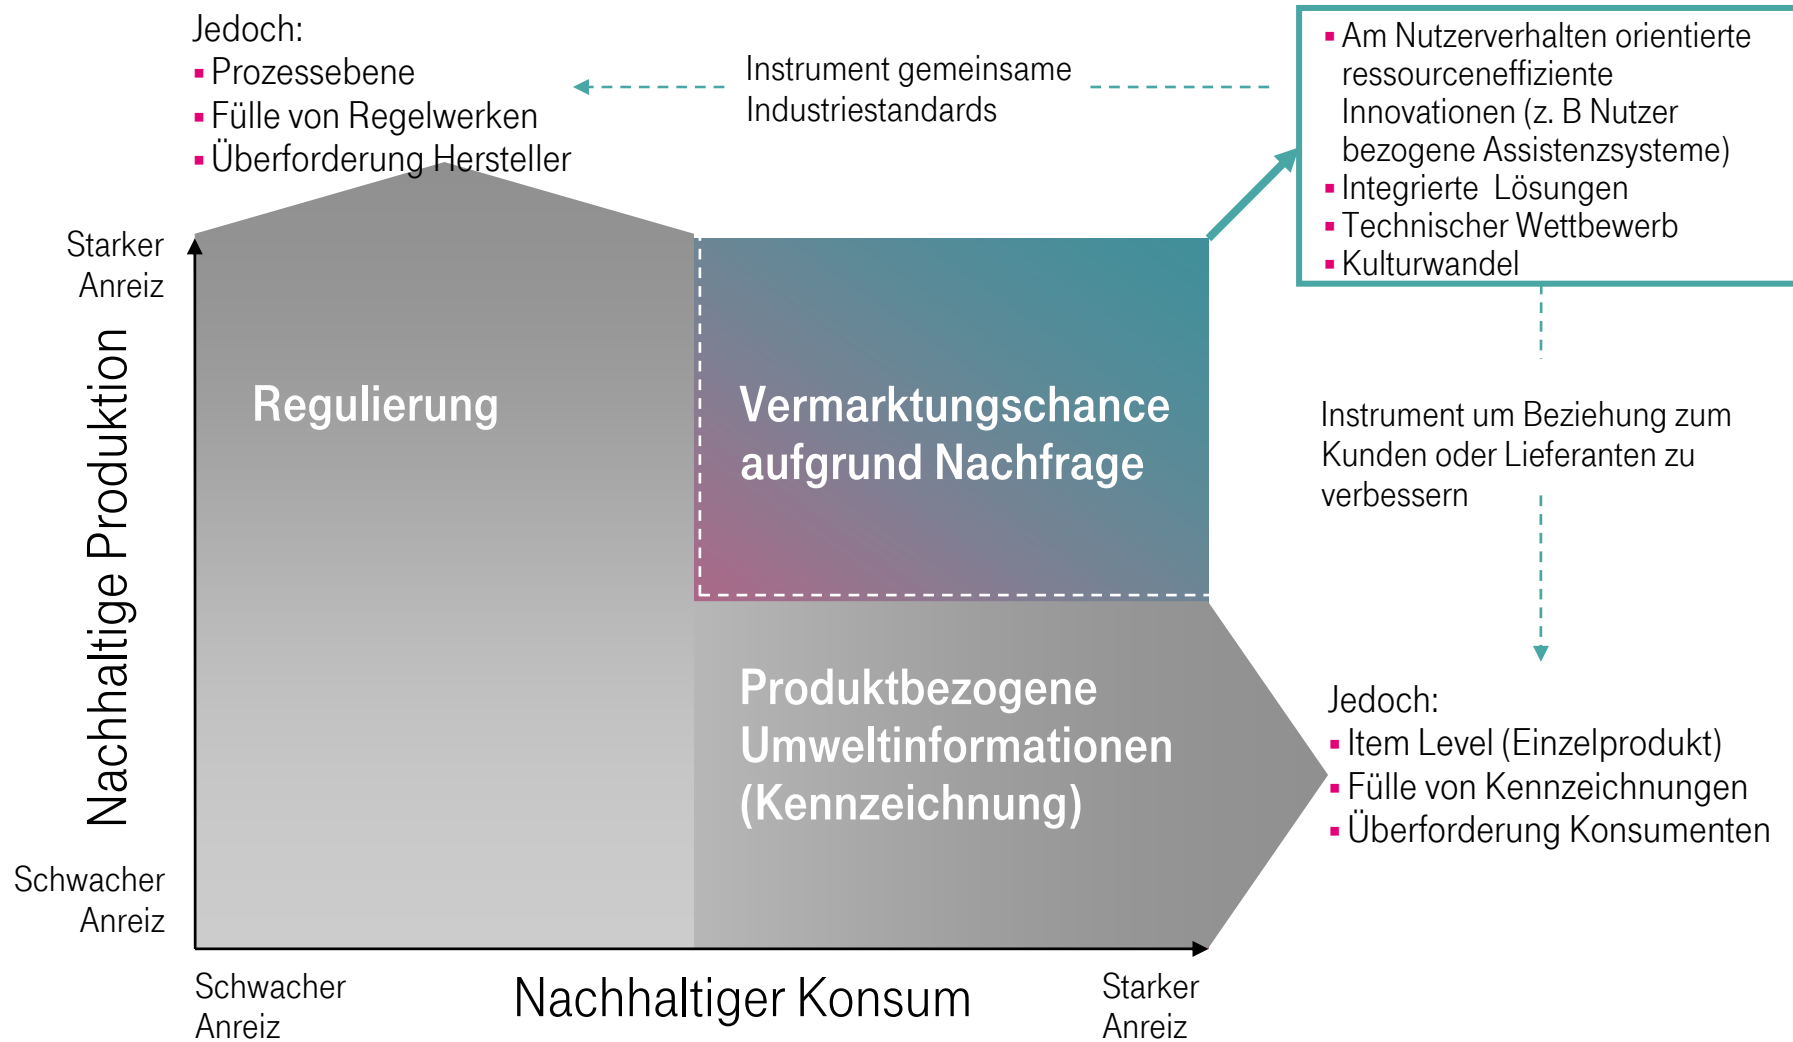 Jedoch:
▪ Prozessebene
▪ Fülle von Regelwerken
▪ Überforderung Hersteller
Instrument gemeinsame
Industriestandards
▪ Am Nutzerverhalten orientierte
ressourceneffiziente
Innovationen (z. B Nutzer
bezogene Assistenzsysteme)
▪ Integrierte Lösungen
▪ Technischer Wettbewerb
▪ Kulturwandel
Starker
Anreiz
Nachhaltige Produktion
Schwacher
Anreiz
Regulierung
Vermarktungschance
aufgrund Nachfrage
Produktbezogene
Umweltinformationen
(Kennzeichnung)
Instrument um Beziehung zum
Kunden oder Lieferanten zu
verbessern
Jedoch:
▪ Item Level (Einzelprodukt)
▪ Fülle von Kennzeichnungen
▪ Überforderung Konsumenten
Schwacher
Anreiz
Nachhaltiger Konsum
Starker
Anreiz